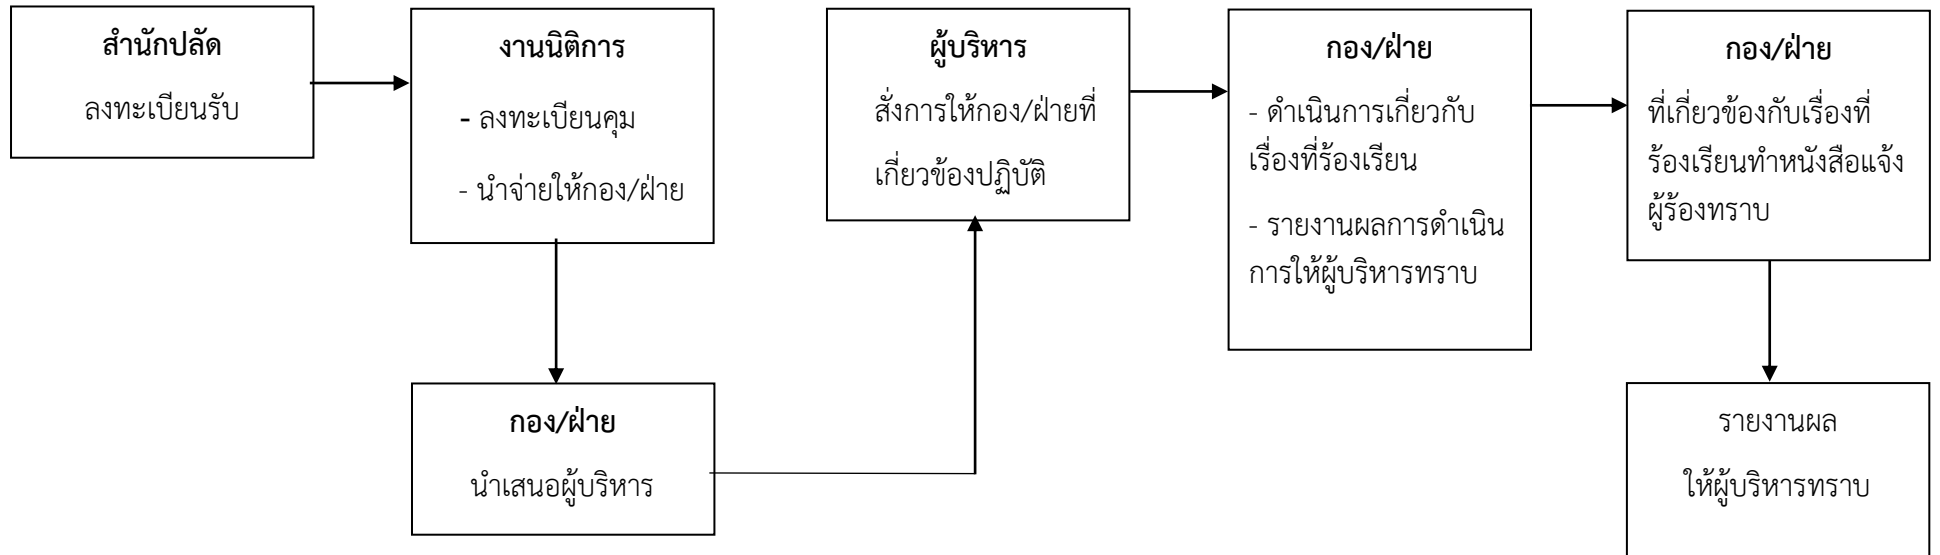 สำนักปลัด
ลงทะเบียนรับ
งานนิติการ
- ลงทะเบียนคุม
- นำจ่ายให้กอง/ฝ่าย
กอง/ฝ่าย
นำเสนอผู้บริหาร
ผู้บริหาร
สั่งการให้กอง/ฝ่ายที่
เกี่ยวข้องปฏิบัติ
กอง/ฝ่าย
- ดำเนินการเกี่ยวกับ
เรื่องที่ร้องเรียน
- รายงานผลการดำเนิน
การให้ผู้บริหารทราบ
กอง/ฝ่าย
ที่เกี่ยวข้องกับเรื่องที่
ร้องเรียนทำหนังสือแจ้ง
ผู้ร้องทราบ
รายงานผล
ให้ผู้บริหารทราบ